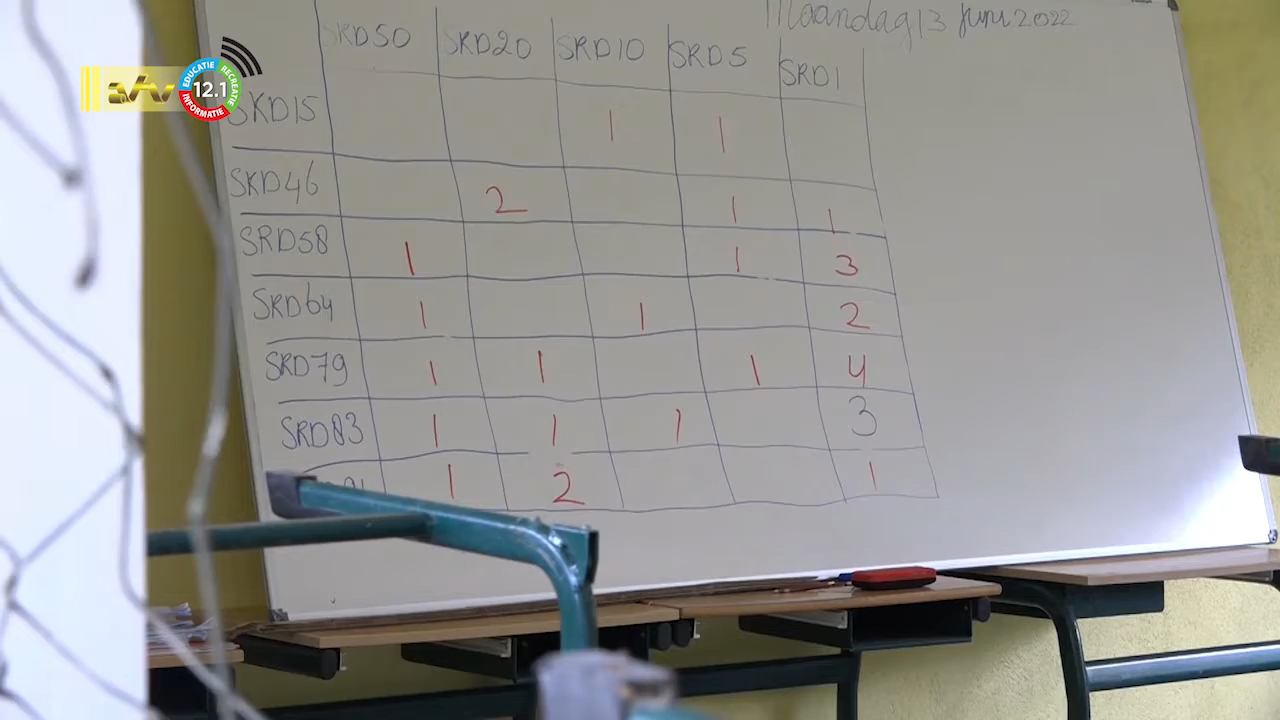 Maandag 13 juni 2022
SRD50 SRD20 SRD10 SRD5 SRD1
SRD15 1 1
SRD46 2 1 1
SRD58 1 1 3
SRD64 1 1 2
SRD79 1 1 1 4
SRD83 1 1 1 3
91 1 2 1
stv
EDUCATIE
RECREATIE
INFORMATIE
12.1